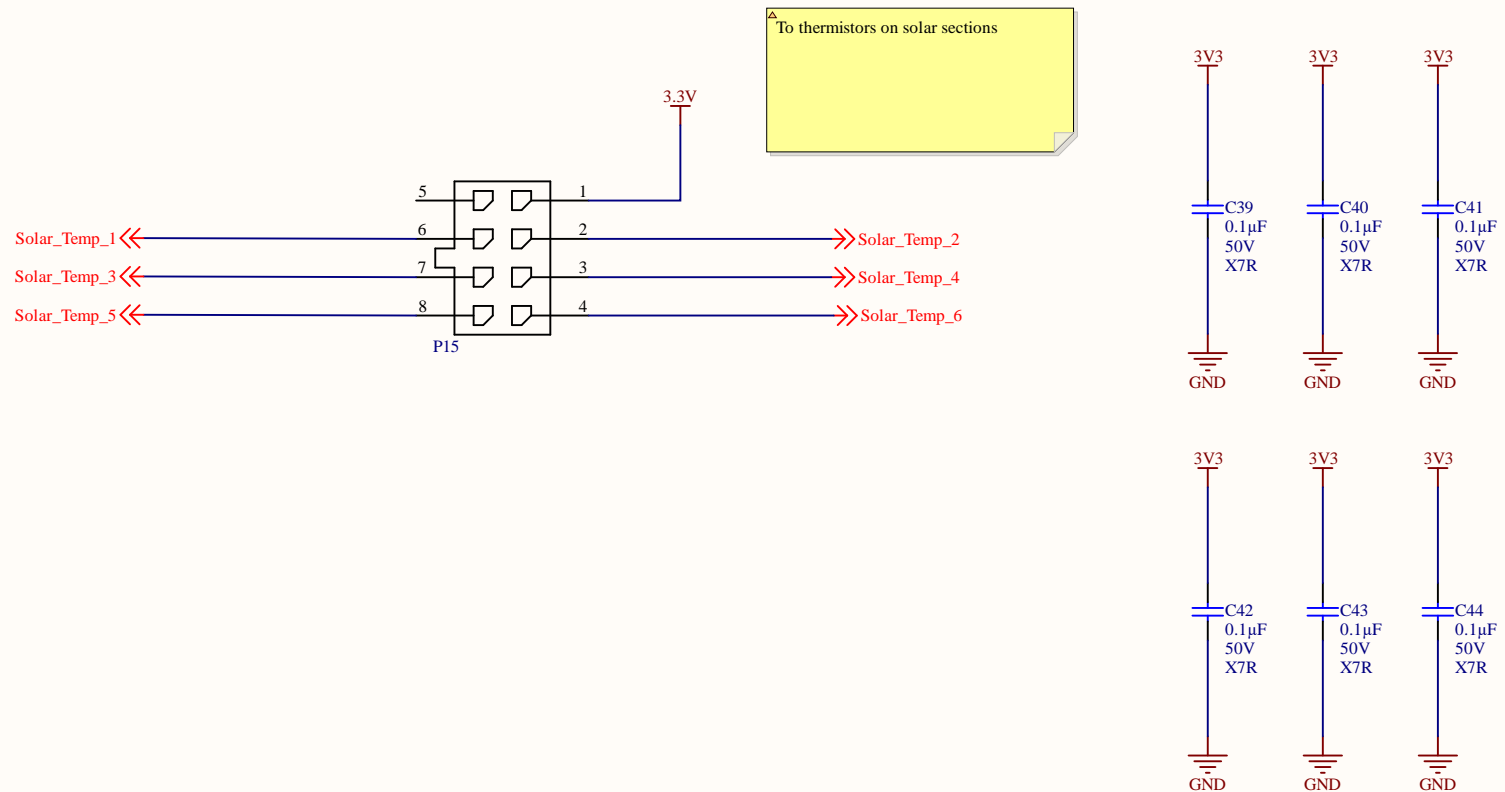 To thermistors on solar sections
3.3V
5
1
Solar_Temp_1
6
2
Solar_Temp_2
Solar_Temp_3
7
3
Solar_Temp_4
Solar_Temp_5
8
4
Solar_Temp_6
P15
3V3
3V3
3V3
C39
0.1µF
50V
X7R
C40
0.1µF
50V
X7R
C41
0.1µF
50V
X7R
GND
GND
GND
3V3
3V3
3V3
C42
0.1µF
50V
X7R
C43
0.1µF
50V
X7R
C44
0.1µF
50V
X7R
GND
GND
GND